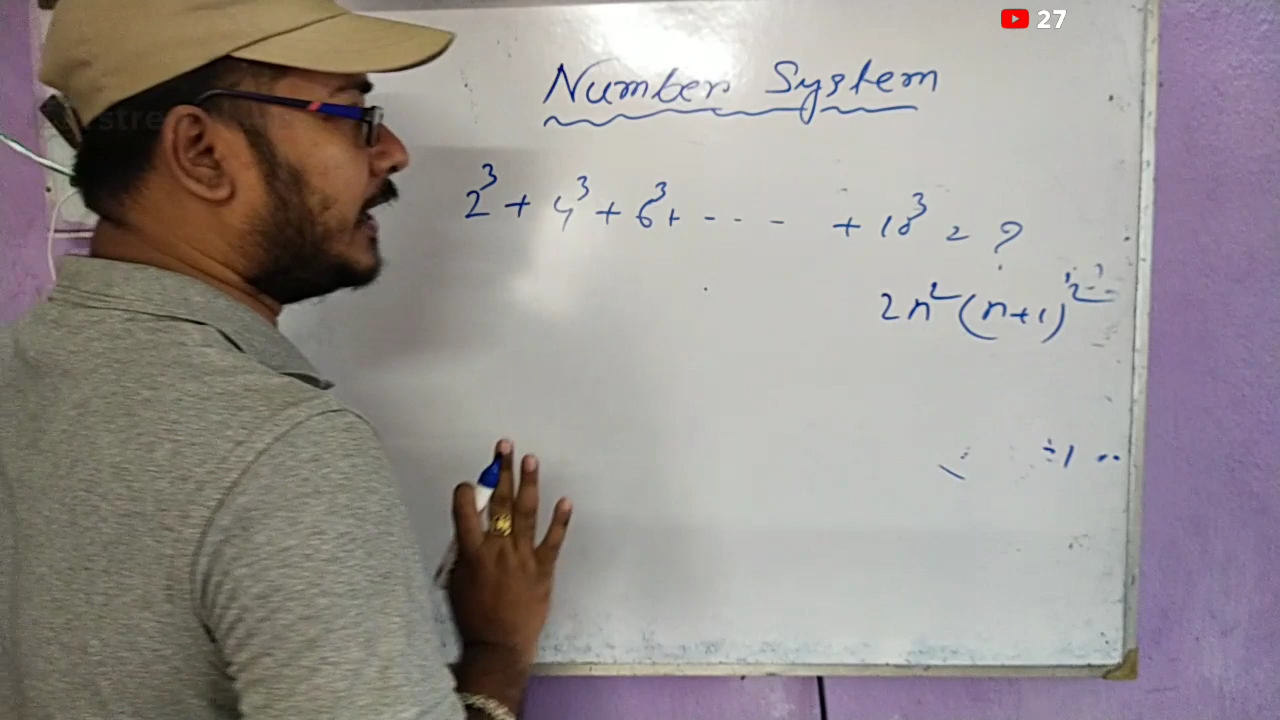 27
Number System
2³ + 4³ + 6³ + - - - - + 18³ = ?
2n²(n+1)²